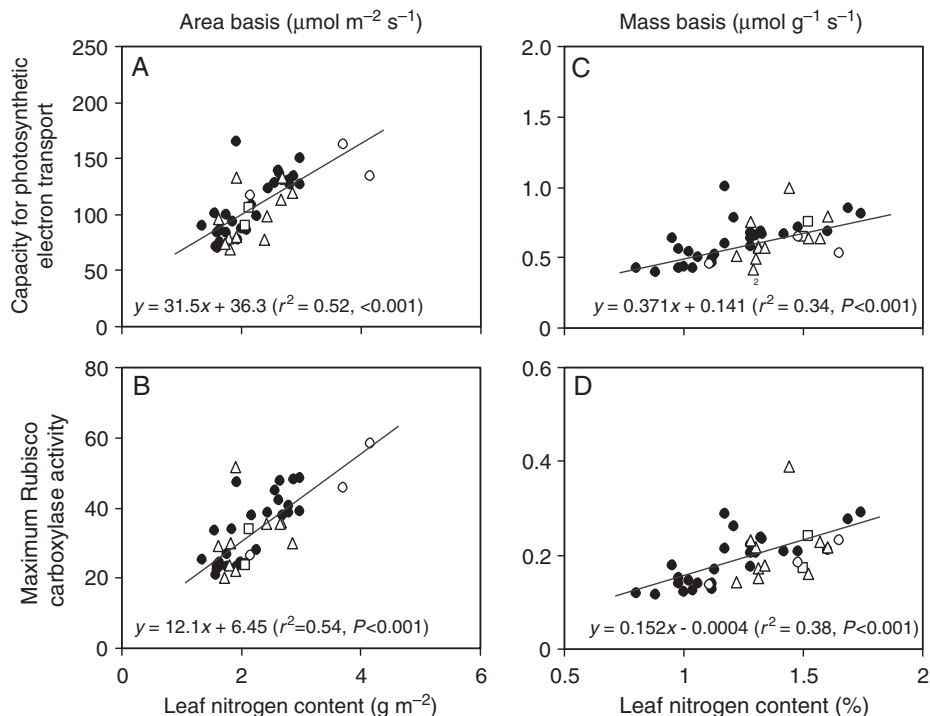 Area basis (μmol m–2 s–1)
Mass basis (μmol g–1 s–1)
Capacity for photosynthetic
electron transport
250
200
150
100
50
0
A
y = 31.5x + 36.3 (r2 = 0.52, <0.001)
2.0
1.5
1.0
0.5
0
C
2
y = 0.371x + 0.141 (r2 = 0.34, P<0.001)
Maximum Rubisco
carboxylase activity
80
60
40
20
0
B
y = 12.1x + 6.45 (r2=0.54, P<0.001)
0 2 4 6
Leaf nitrogen content (g m–2)
0.6
0.4
0.2
0
D
y = 0.152x - 0.0004 (r2 = 0.38, P<0.001)
0.5 1.0 1.5 2
Leaf nitrogen content (%)